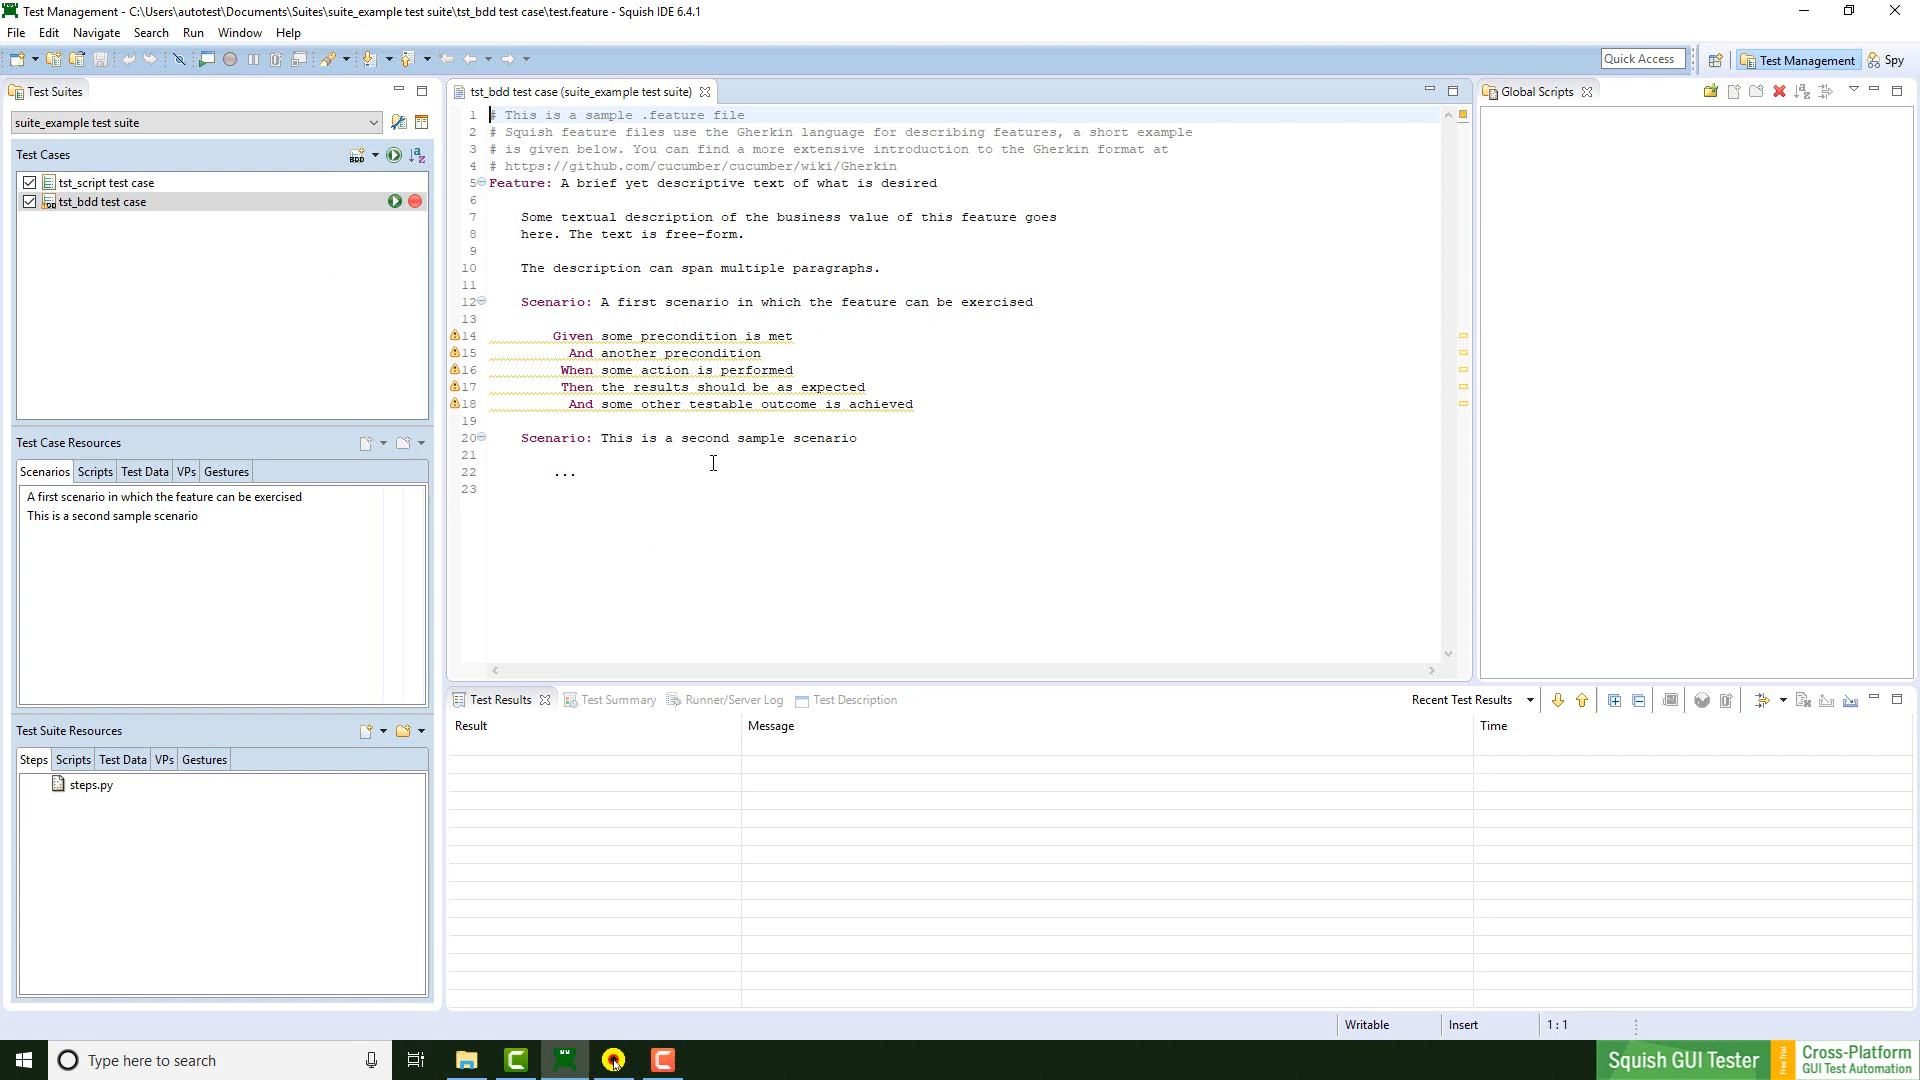 Test Management - C:\Users\autotest\Documents\Suites\suite_example test suite\tst_bdd test case\test.feature - Squish IDE 6.4.1
File Edit Navigate Search Run Window Help
Quick Access
Test Management
Spy
Test Suites
suite_example test suite
Test Cases
BDD
tst_script test case
tst_bdd test case
Test Case Resources
Scenarios Scripts Test Data VPs Gestures
A first scenario in which the feature can be exercised
This is a second sample scenario
Test Suite Resources
Steps Scripts Test Data VPs Gestures
steps.py
tst_bdd test case (suite_example test suite)
1 # This is a sample .feature file
2 # Squish feature files use the Gherkin language for describing features, a short example
3 # is given below. You can find a more extensive introduction to the Gherkin format at
4 # https://github.com/cucumber/cucumber/wiki/Gherkin
5 Feature: A brief yet descriptive text of what is desired
6
7 Some textual description of the business value of this feature goes
8 here. The text is free-form.
9
10 The description can span multiple paragraphs.
11
12 Scenario: A first scenario in which the feature can be exercised
13
14 Given some precondition is met
15 And another precondition
16 When some action is performed
17 Then the results should be as expected
18 And some other testable outcome is achieved
19
20 Scenario: This is a second sample scenario
21
22 ...
23
Global Scripts
Test Results Test Summary Runner/Server Log Test Description
Recent Test Results
Result Message Time
Writable Insert 1 : 1
Type here to search
Squish GUI Tester
Free Trial
Cross-Platform
GUI Test Automation